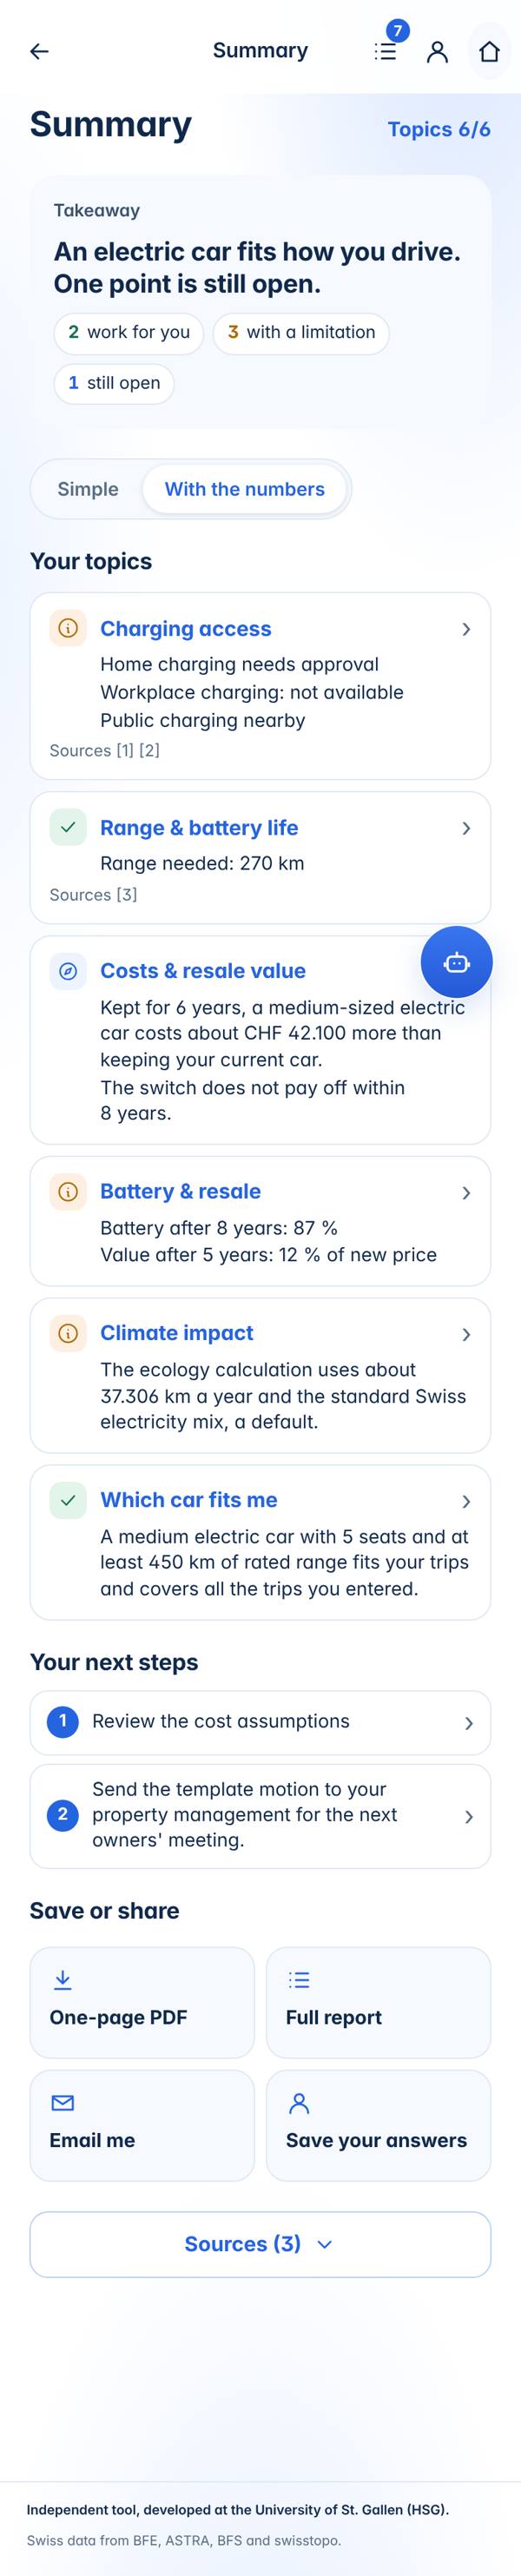 Summary
7
Summary
Topics 6/6
Takeaway
An electric car fits how you drive.
One point is still open.
2 work for you
3 with a limitation
1 still open
Simple
With the numbers
Your topics
Charging access
Home charging needs approval
Workplace charging: not available
Public charging nearby
Sources [1] [2]
Range & battery life
Range needed: 270 km
Sources [3]
Costs & resale value
Kept for 6 years, a medium-sized electric
car costs about CHF 42.100 more than
keeping your current car.
The switch does not pay off within
8 years.
Battery & resale
Battery after 8 years: 87 %
Value after 5 years: 12 % of new price
Climate impact
The ecology calculation uses about
37.306 km a year and the standard Swiss
electricity mix, a default.
Which car fits me
A medium electric car with 5 seats and at
least 450 km of rated range fits your trips
and covers all the trips you entered.
Your next steps
1 Review the cost assumptions
2 Send the template motion to your
property management for the next
owners' meeting.
Save or share
One-page PDF
Full report
Email me
Save your answers
Sources (3)
Independent tool, developed at the University of St. Gallen (HSG).
Swiss data from BFE, ASTRA, BFS and swisstopo.